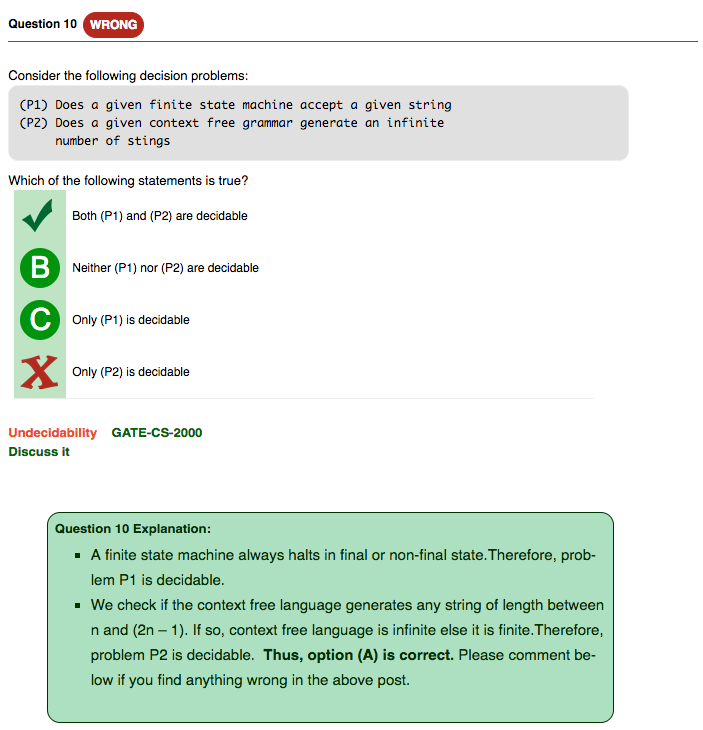 Question 10 WRONG
Consider the following decision problems:
(P1) Does a given finite state machine accept a given string
(P2) Does a given context free grammar generate an infinite
number of stings
Which of the following statements is true?
Both (P1) and (P2) are decidable
B Neither (P1) nor (P2) are decidable
C Only (P1) is decidable
X Only (P2) is decidable
Undecidability GATE-CS-2000
Discuss it
Question 10 Explanation:
▪ A finite state machine always halts in final or non-final state.Therefore, prob-
lem P1 is decidable.
▪ We check if the context free language generates any string of length between
n and (2n – 1). If so, context free language is infinite else it is finite.Therefore,
problem P2 is decidable. Thus, option (A) is correct. Please comment be-
low if you find anything wrong in the above post.